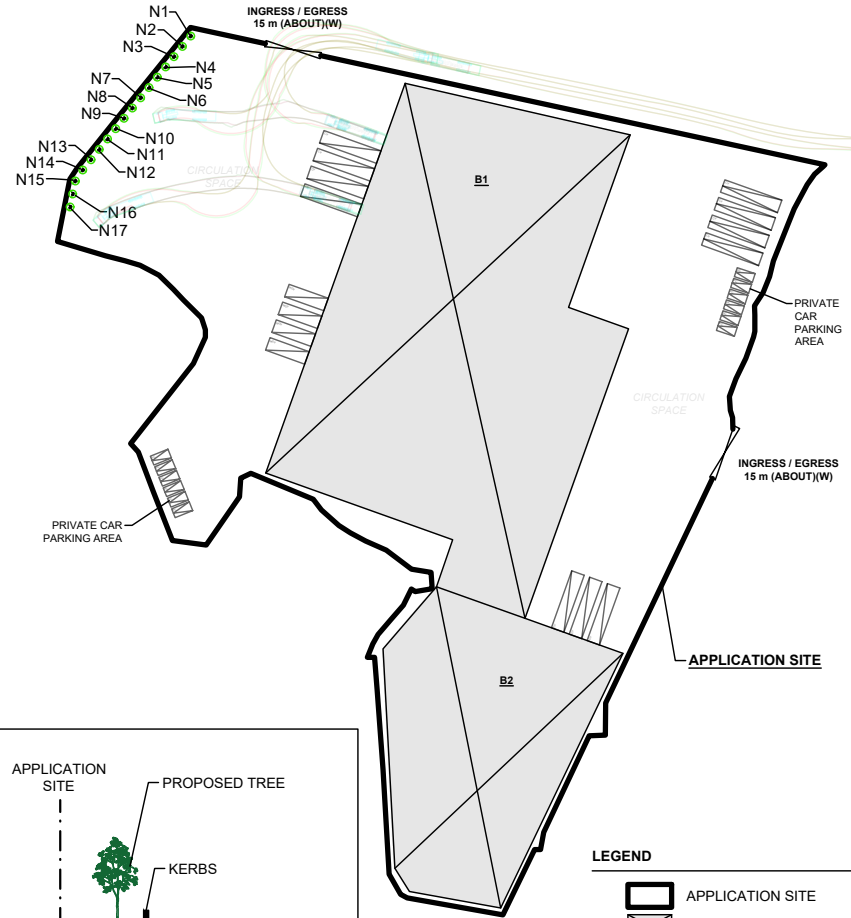 N1
N2
N3
N4
N5
N6
N7
N8
N9
N10
N11
N12
N13
N14
N15
N16
N17
INGRESS / EGRESS
15 m (ABOUT)(W)
CIRCULATION
SPACE
B1
PRIVATE
CAR
PARKING
AREA
CIRCULATION
SPACE
INGRESS / EGRESS
15 m (ABOUT)(W)
PRIVATE CAR
PARKING AREA
APPLICATION SITE
B2
APPLICATION
SITE
PROPOSED TREE
KERBS
LEGEND
APPLICATION SITE